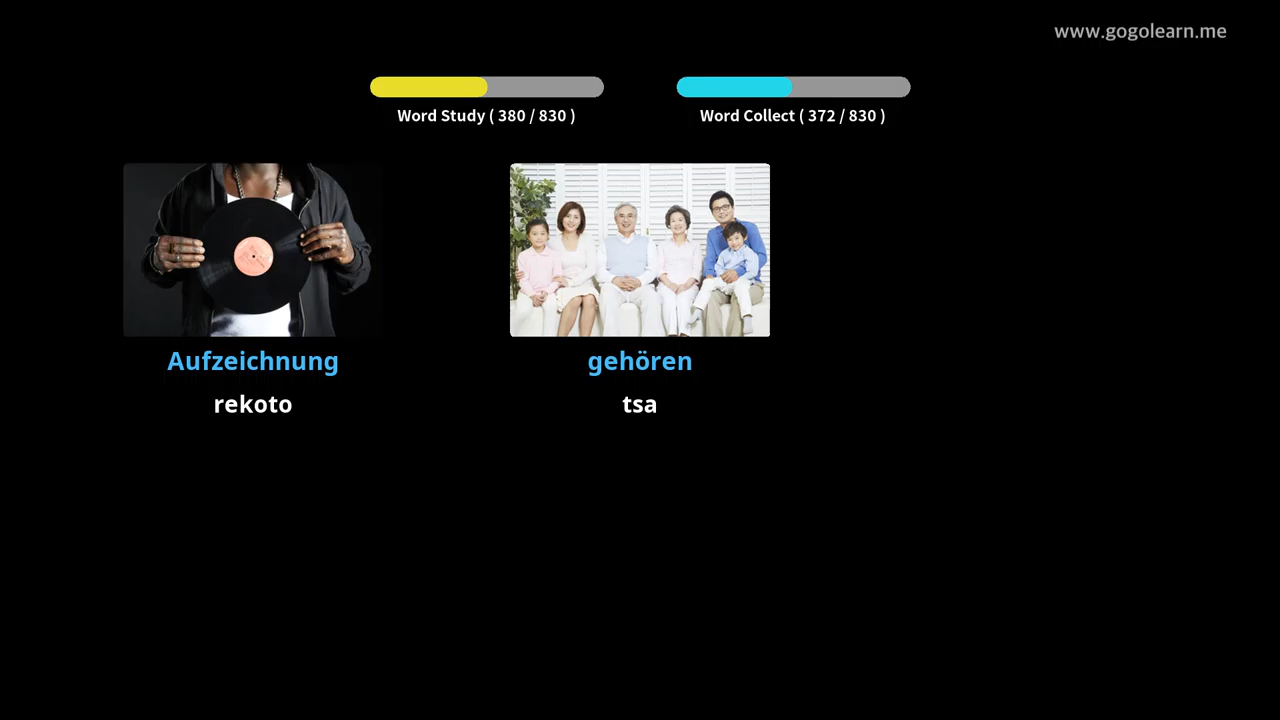 www.gogolearn.me
Word Study ( 380 / 830 )
Word Collect ( 372 / 830 )
Aufzeichnung
rekoto
gehören
tsa